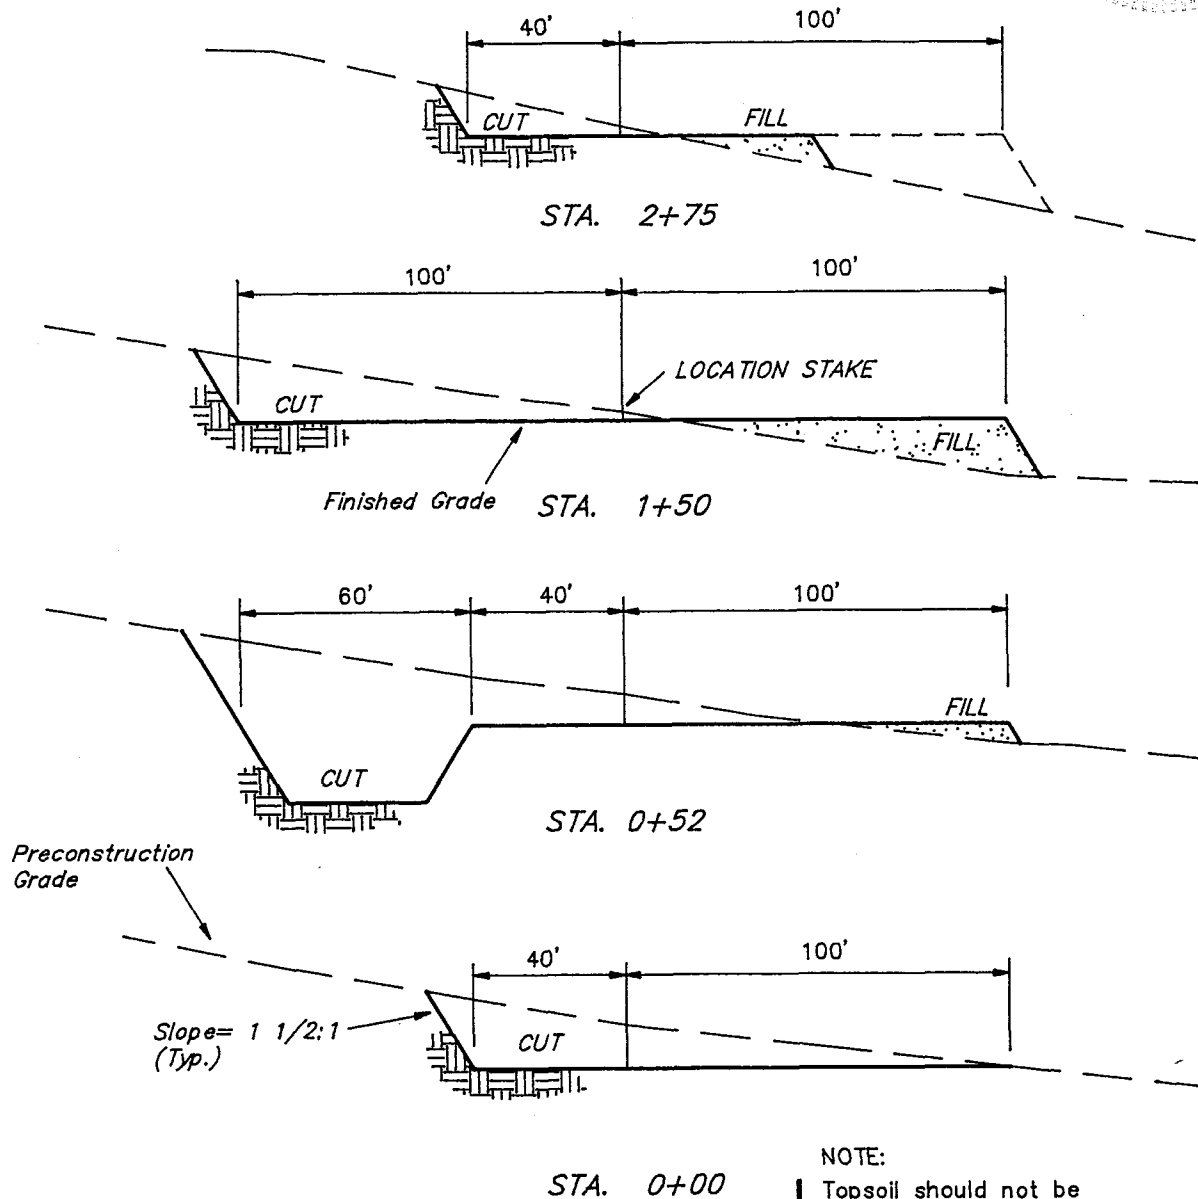 40' 100'
CUT FILL
STA. 2+75
100' 100'
LOCATION STAKE
CUT
FILL
Finished Grade STA. 1+50
60' 40' 100'
FILL
CUT
STA. 0+52
Preconstruction
Grade
40' 100'
Slope= 1 1/2:1
(Typ.)
CUT
NOTE:
STA. 0+00
Topsoil should not be